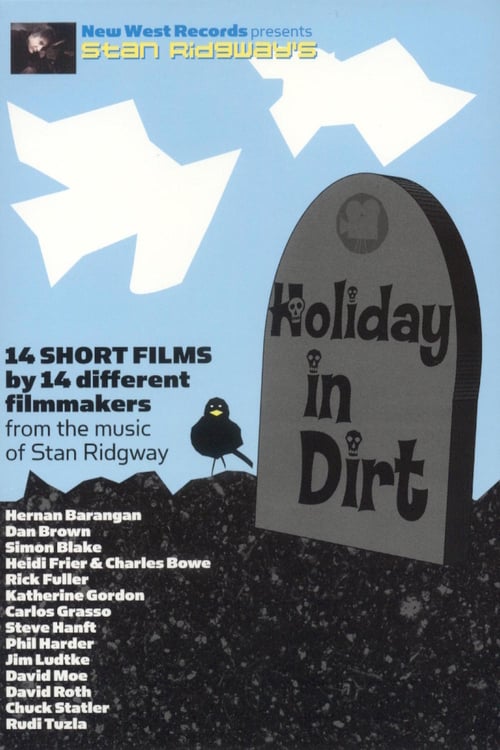 New West Records presents
Stan Ridgway's
Holiday
in
Dirt
14 SHORT FILMS
by 14 different
filmmakers
from the music
of Stan Ridgway
Hernan Barangan
Dan Brown
Simon Blake
Heidi Frier & Charles Bowe
Rick Fuller
Katherine Gordon
Carlos Grasso
Steve Hanft
Phil Harder
Jim Ludtke
David Moe
David Roth
Chuck Statler
Rudi Tuzla